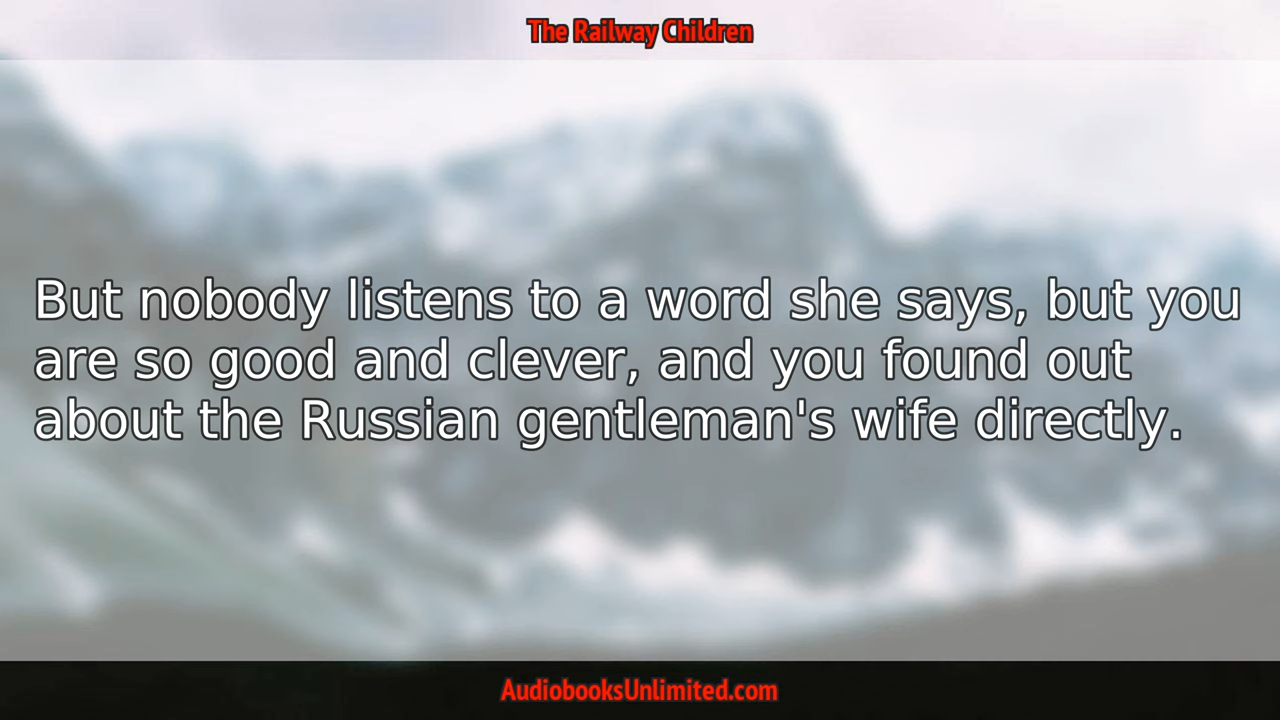 The Railway Children
But nobody listens to a word she says, but you
are so good and clever, and you found out
about the Russian gentleman's wife directly.
AudiobooksUnlimited.com